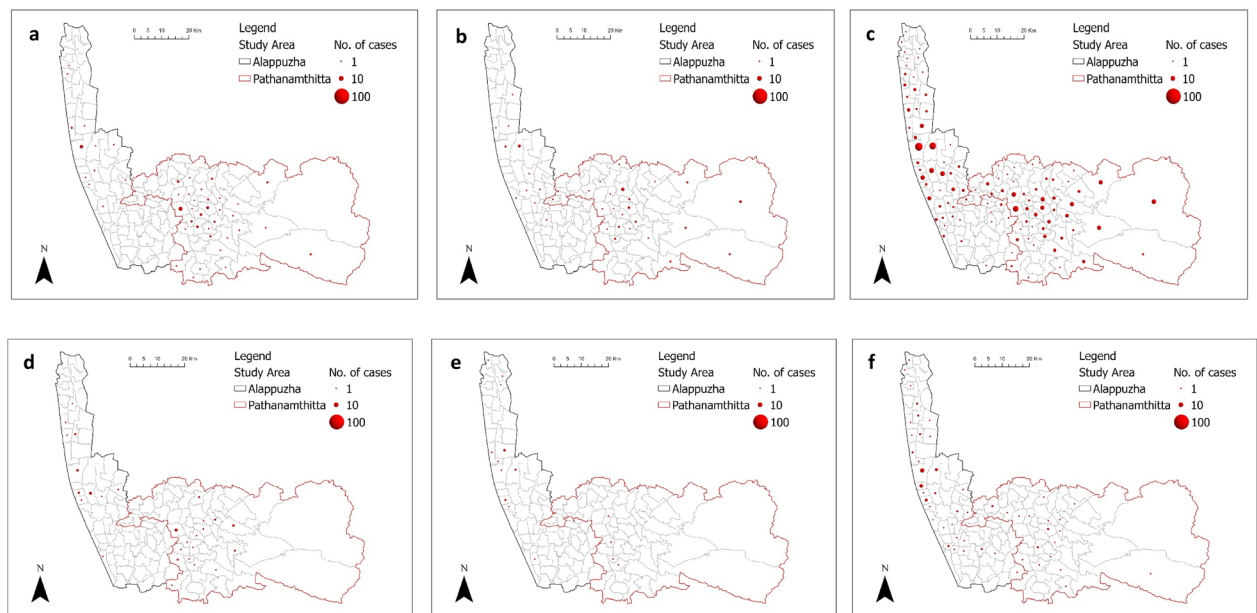 a
0 5 10 20 Km
Legend
Study Area
Alappuzha
Pathanamthitta
No. of cases
1
10
100
N
b
0 5 10 20 Km
Legend
Study Area
Alappuzha
Pathanamthitta
No. of cases
1
10
100
N
c
0 5 10 20 Km
Legend
Study Area
Alappuzha
Pathanamthitta
No. of cases
1
10
100
N
d
0 5 10 20 Km
Legend
Study Area
Alappuzha
Pathanamthitta
No. of cases
1
10
100
N
e
0 5 10 20 Km
Legend
Study Area
Alappuzha
Pathanamthitta
No. of cases
1
10
100
N
f
0 5 10 20 Km
Legend
Study Area
Alappuzha
Pathanamthitta
No. of cases
1
10
100
N